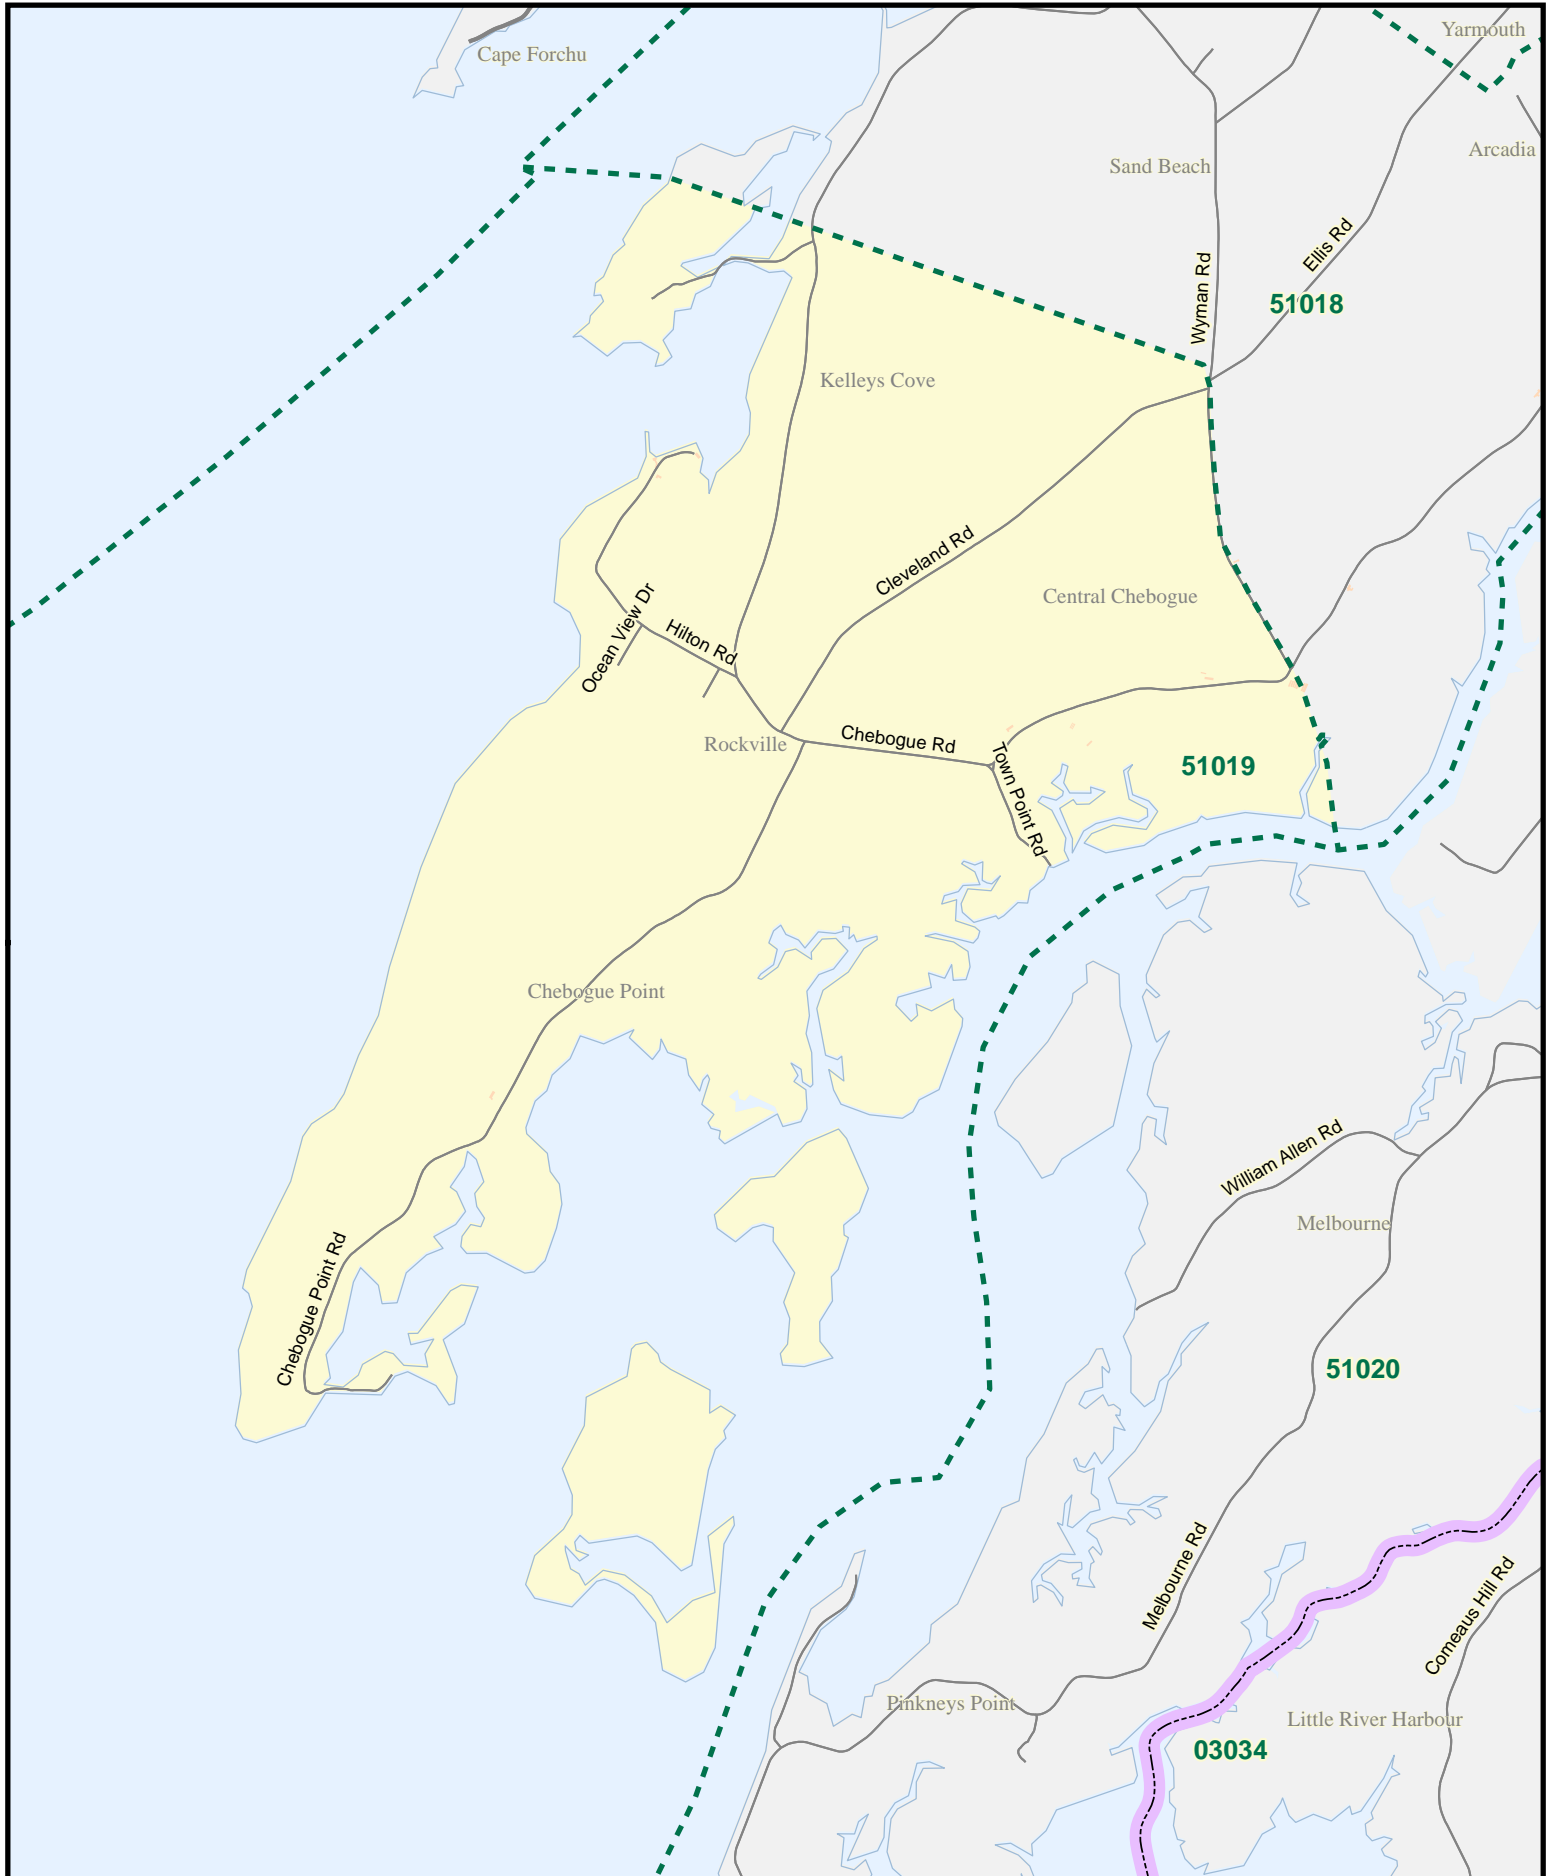 Yarmouth
Cape Forchu
Arcadia
Sand Beach
Ellis Rd
Wyman Rd
51018
Kelleys Cove
Cleveland Rd
Central Chebogue
Ocean View Dr
Hilton Rd
Rockville
Chebogue Rd
Town Point Rd
51019
Chebogue Point
William Allen Rd
Melbourne
Chebogue Point Rd
51020
Melbourne Rd
Comeaus Hill Rd
Pinkneys Point
Little River Harbour
03034